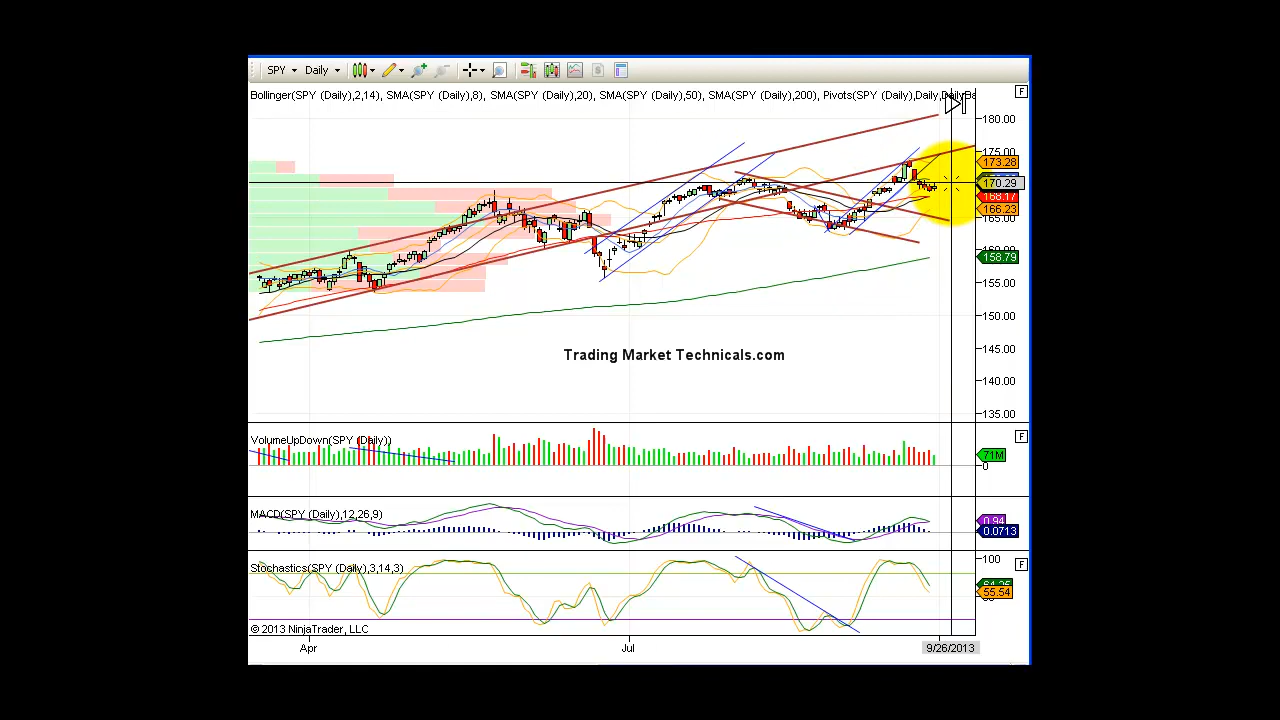 SPY Daily
Bollinger(SPY (Daily),2,14), SMA(SPY (Daily),8), SMA(SPY (Daily),20), SMA(SPY (Daily),50), SMA(SPY (Daily),200), Pivots(SPY (Daily),Daily,DailyBa
F
180.00
175.00
173.28
170.29
168.17
166.23
165.00
160.00
158.79
155.00
150.00
145.00
140.00
135.00
Trading Market Technicals.com
VolumeUpDown(SPY (Daily))
F
71M
0
MACD(SPY (Daily),12,26,9)
0.94
0.0713
Stochastics(SPY (Daily),3,14,3)
100
F
55.54
© 2013 NinjaTrader, LLC
Apr
Jul
9/26/2013